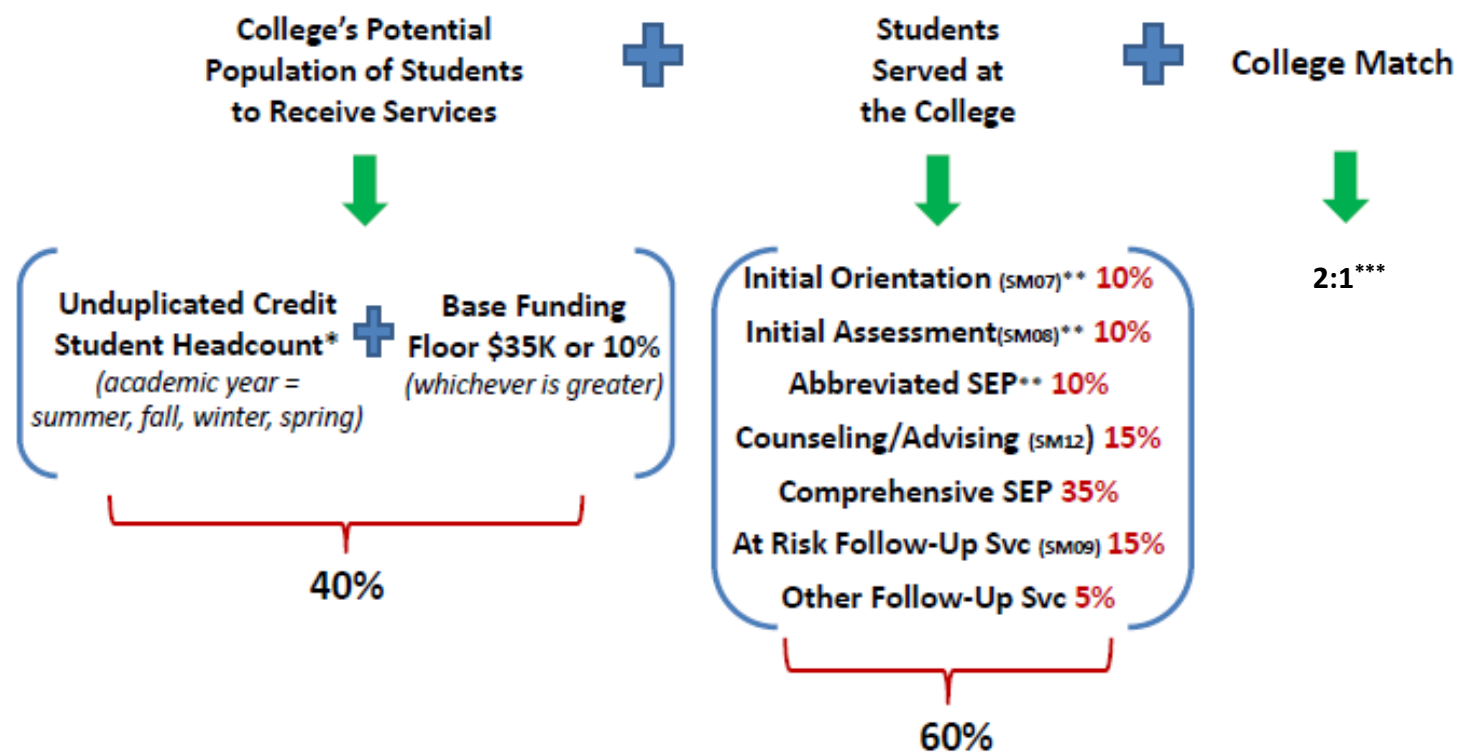 College's Potential
Population of Students
to Receive Services
Students
Served at
the College
College Match
Unduplicated Credit
Student Headcount*
(academic year =
summer, fall, winter, spring)
Base Funding
Floor $35K or 10%
(whichever is greater)
40%
Initial Orientation (SM07)** 10%
Initial Assessment(SM08)** 10%
Abbreviated SEP** 10%
Counseling/Advising (SM12) 15%
Comprehensive SEP 35%
At Risk Follow-Up Svc (SM09) 15%
Other Follow-Up Svc 5%
60%
2:1***